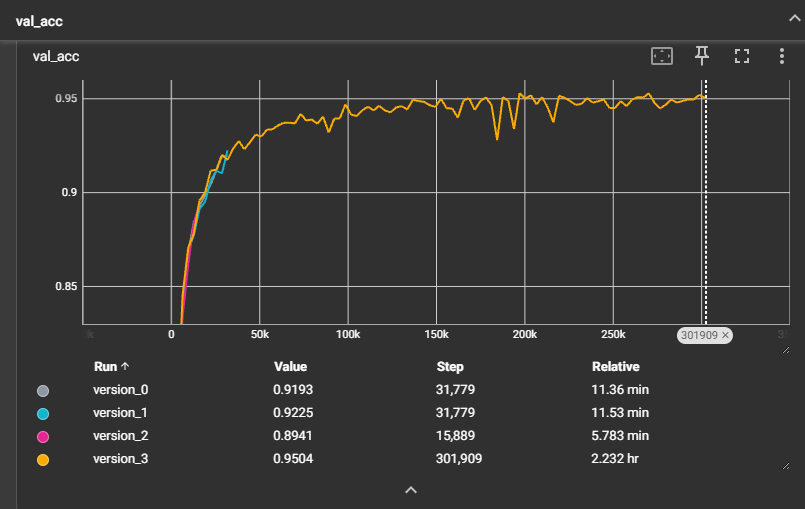 val_acc
val_acc
0.95
0.9
0.85
0 50k 100k 150k 200k 250k
301909 ×
Run ↑ Value Step Relative
version_0 0.9193 31,779 11.36 min
version_1 0.9225 31,779 11.53 min
version_2 0.8941 15,889 5.783 min
version_3 0.9504 301,909 2.232 hr